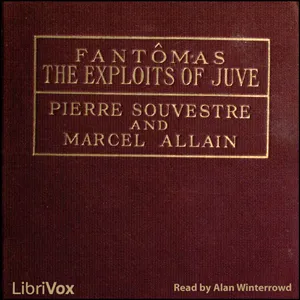 FANTÔMAS
THE EXPLOITS OF JUVE
PIERRE SOUVESTRE
AND
MARCEL ALLAIN
LibriVox
Read by Alan Winterrowd